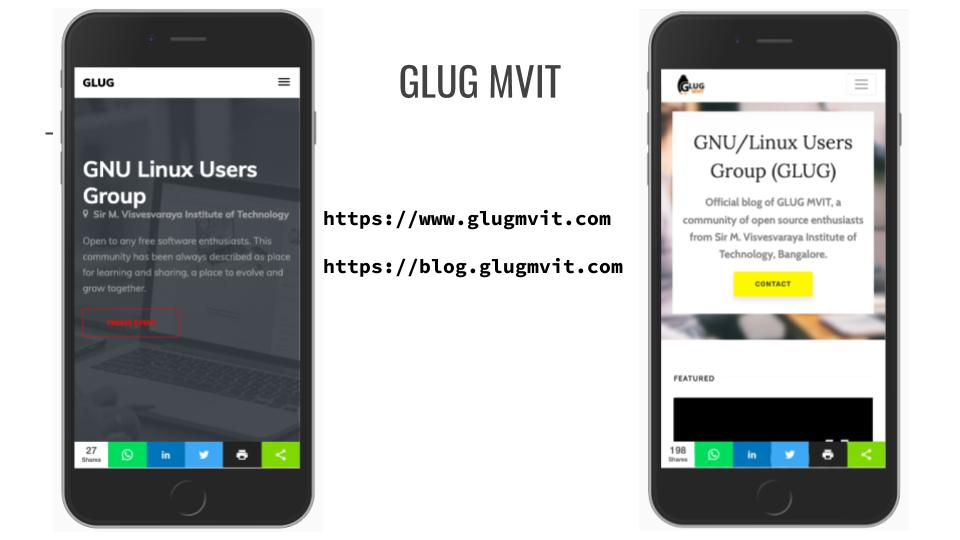 GLUG MVIT
GLUG
GNU Linux Users
Group
Sir M. Visvesvaraya Institute of Technology
Open to any free software enthusiasts. This
community has been always described as place
for learning and sharing, a place to evolve and
grow together.
27
Shares
in
https://www.glugmvit.com
https://blog.glugmvit.com
GLUG
MVIT
GNU/Linux Users
Group (GLUG)
Official blog of GLUG MVIT, a
community of open source enthusiasts
from Sir M. Visvesvaraya Institute of
Technology, Bangalore.
CONTACT
FEATURED
198
Shares
in